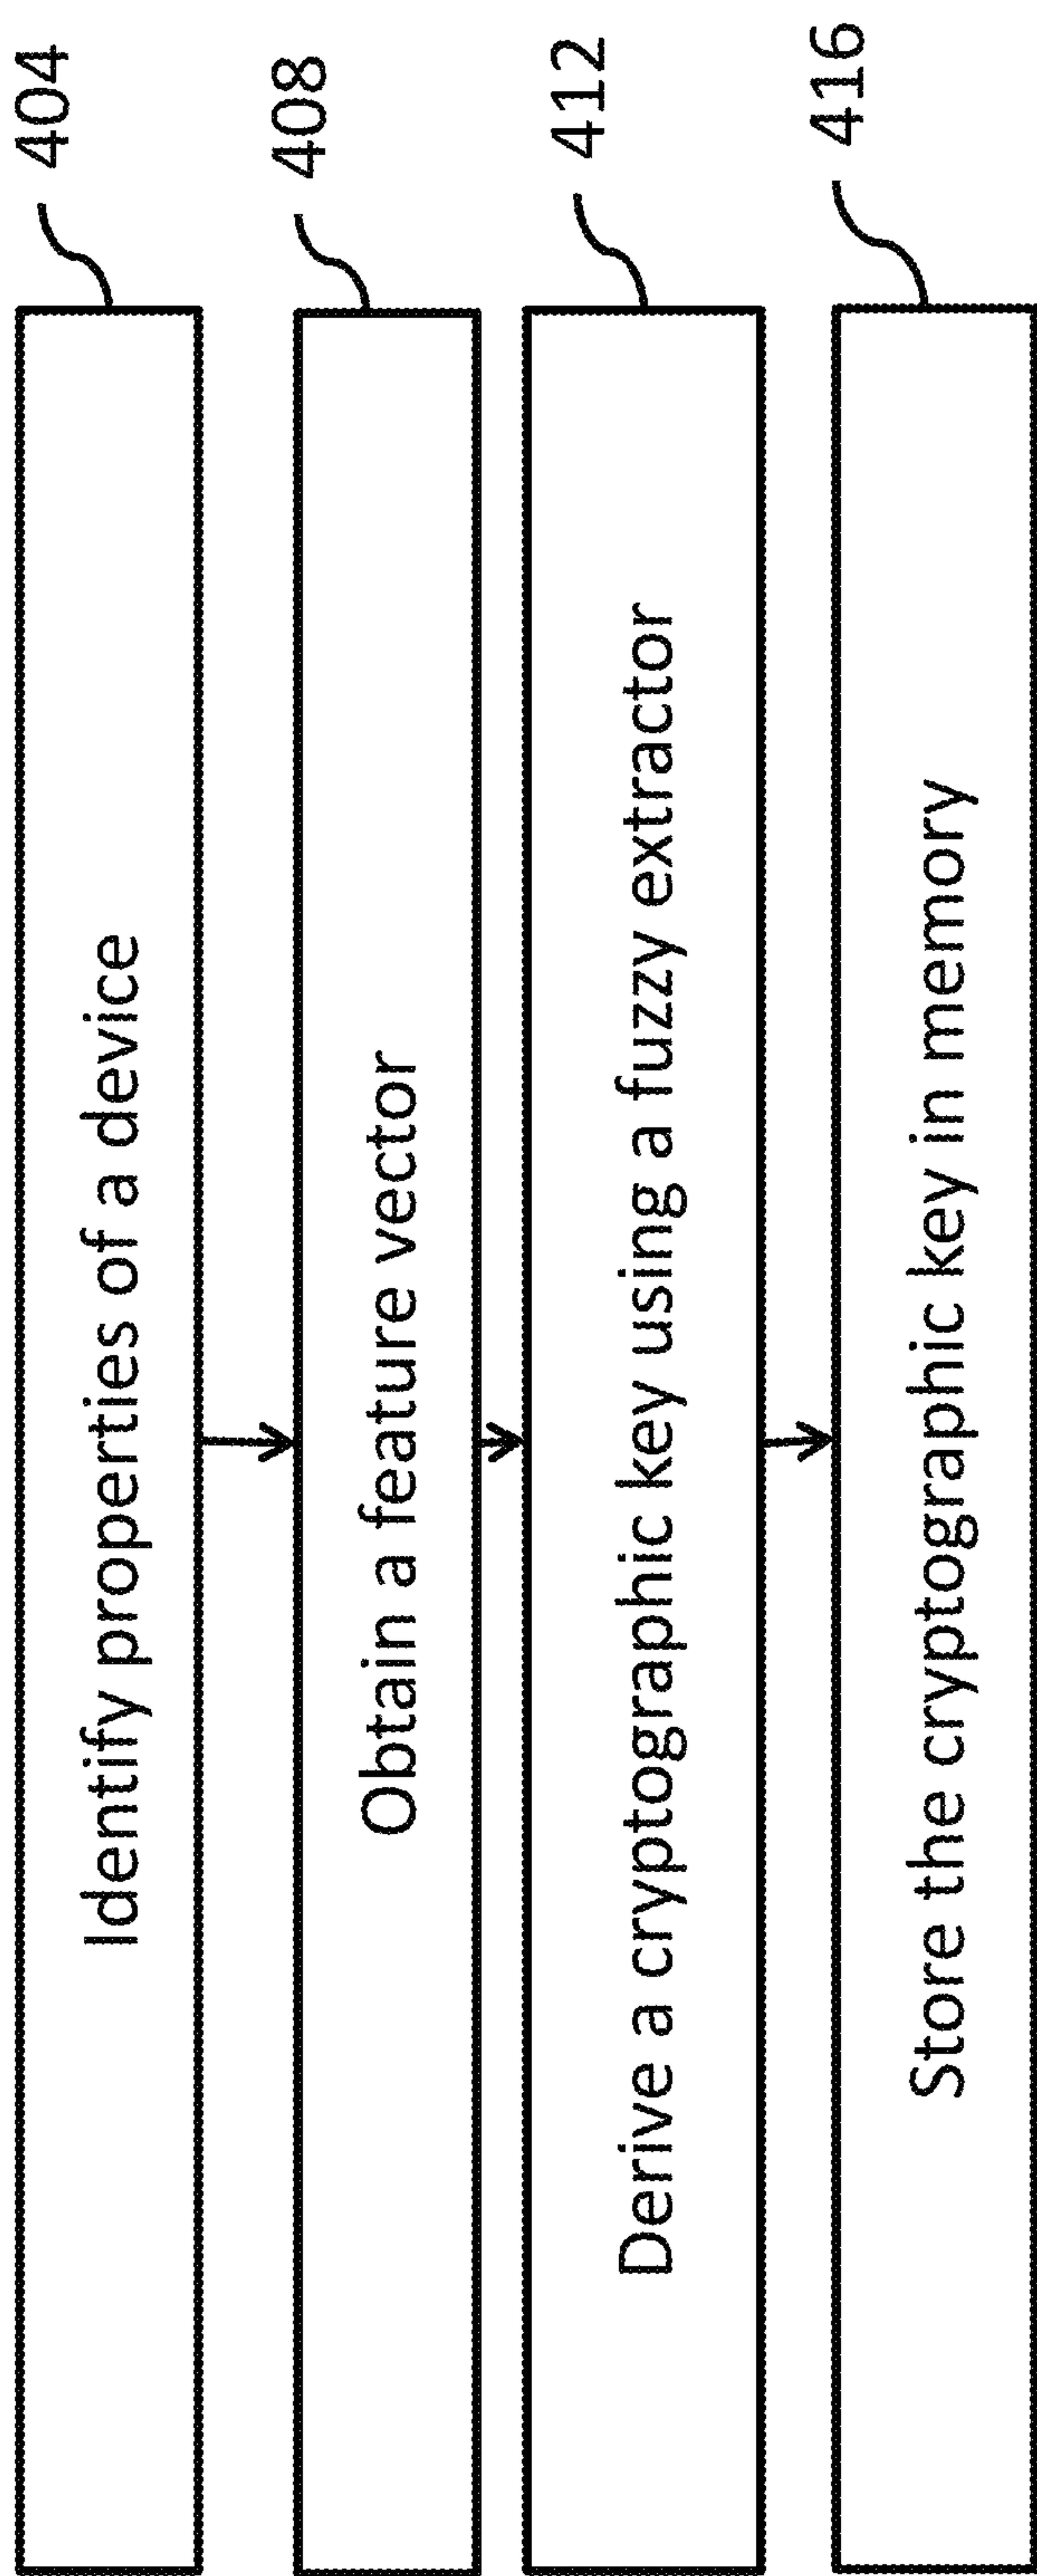 404
Identify properties of a device
408
Obtain a feature vector
412
Derive a cryptographic key using a fuzzy extractor
416
Store the cryptographic key in memory